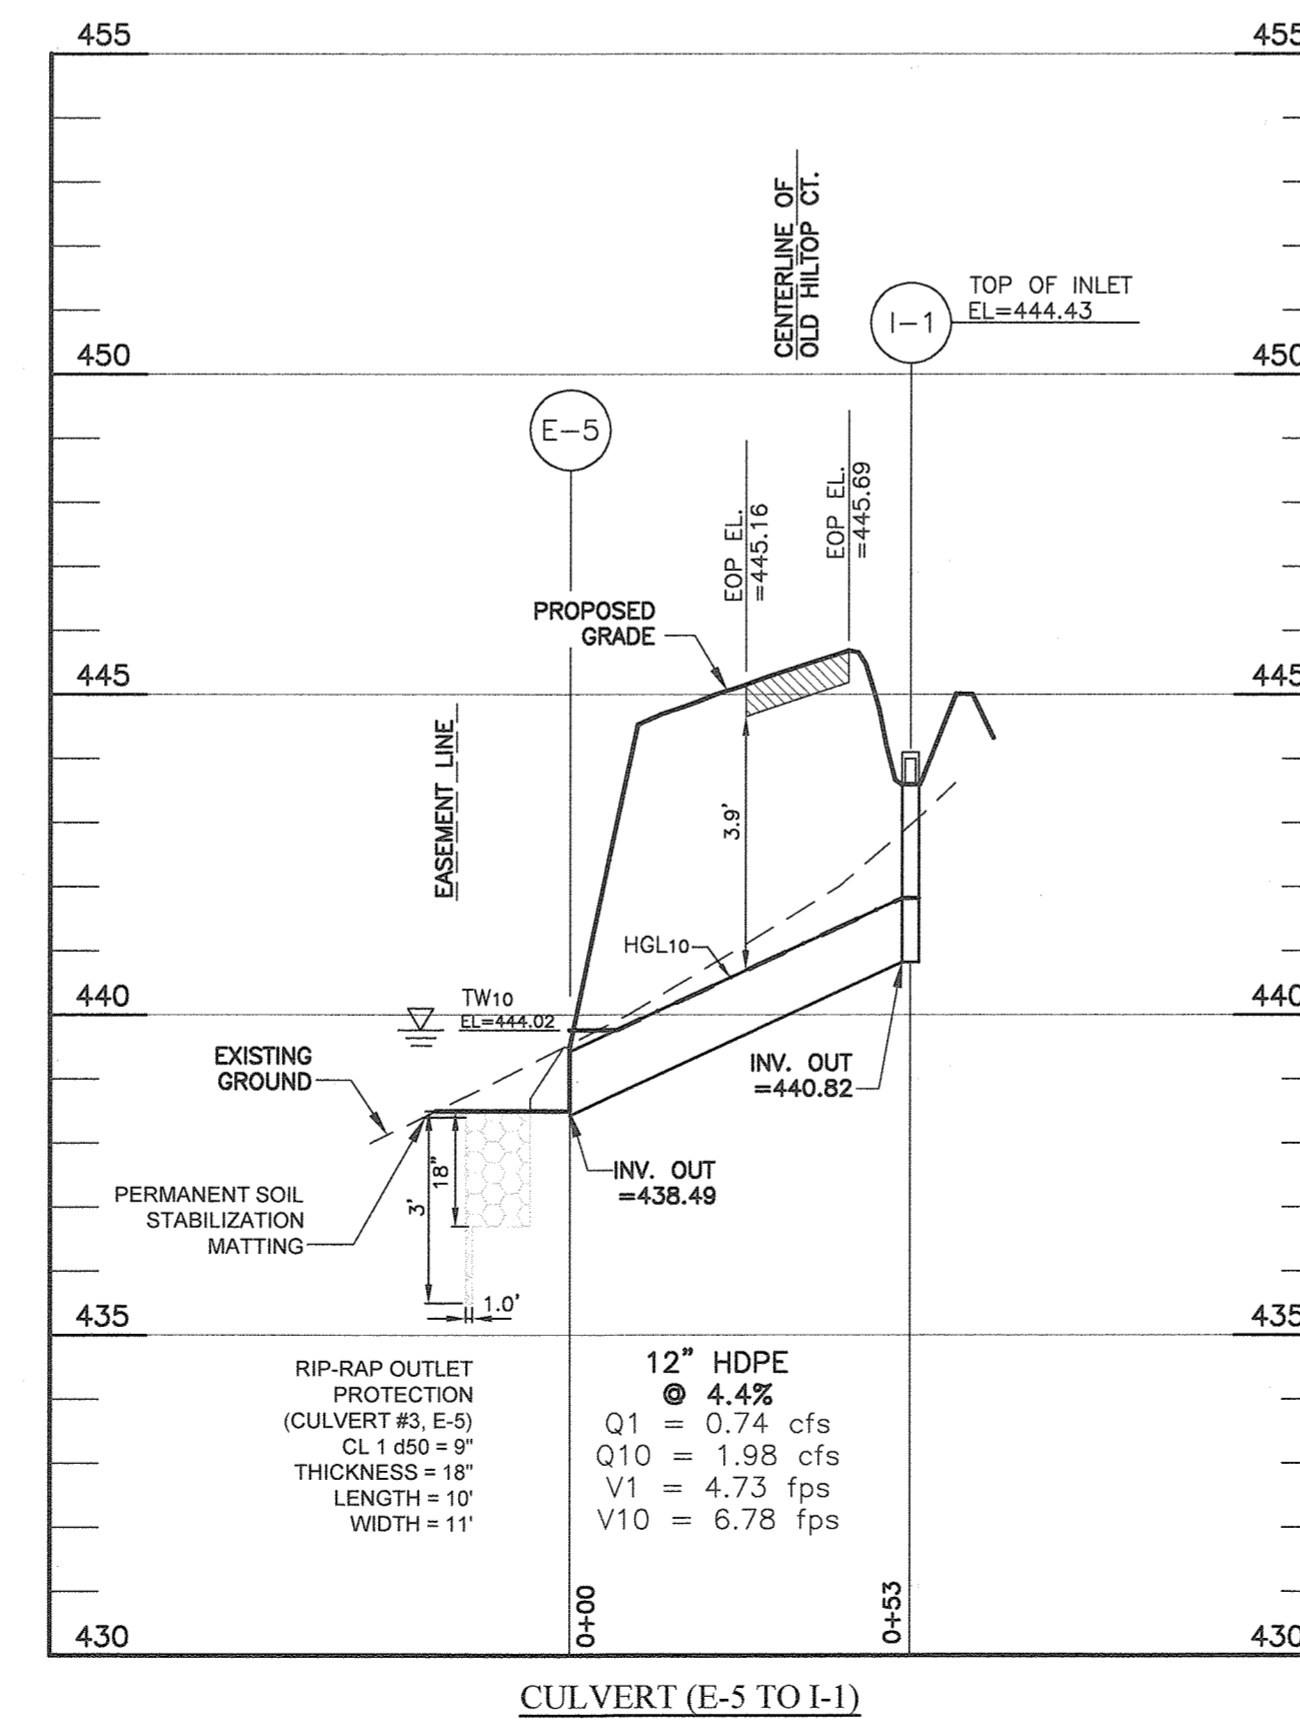 455
455
CENTERLINE OF
OLD HILTOP CT.
I-1
TOP OF INLET
EL=444.43
450
450
E-5
EOP EL.
=445.16
EOP EL.
=445.69
PROPOSED
GRADE
445
445
EASEMENT LINE
3.9'
HGL10
440
440
TW10
EL=444.02
EXISTING
GROUND
INV. OUT
=440.82
INV. OUT
=438.49
18"
3'
PERMANENT SOIL
STABILIZATION
MATTING
1.0'
435
435
RIP-RAP OUTLET
PROTECTION
(CULVERT #3, E-5)
CL 1 d50 = 9"
THICKNESS = 18"
LENGTH = 10'
WIDTH = 11'
12" HDPE
@ 4.4%
Q1 = 0.74 cfs
Q10 = 1.98 cfs
V1 = 4.73 fps
V10 = 6.78 fps
0+00
0+53
430
430
CULVERT (E-5 TO I-1)